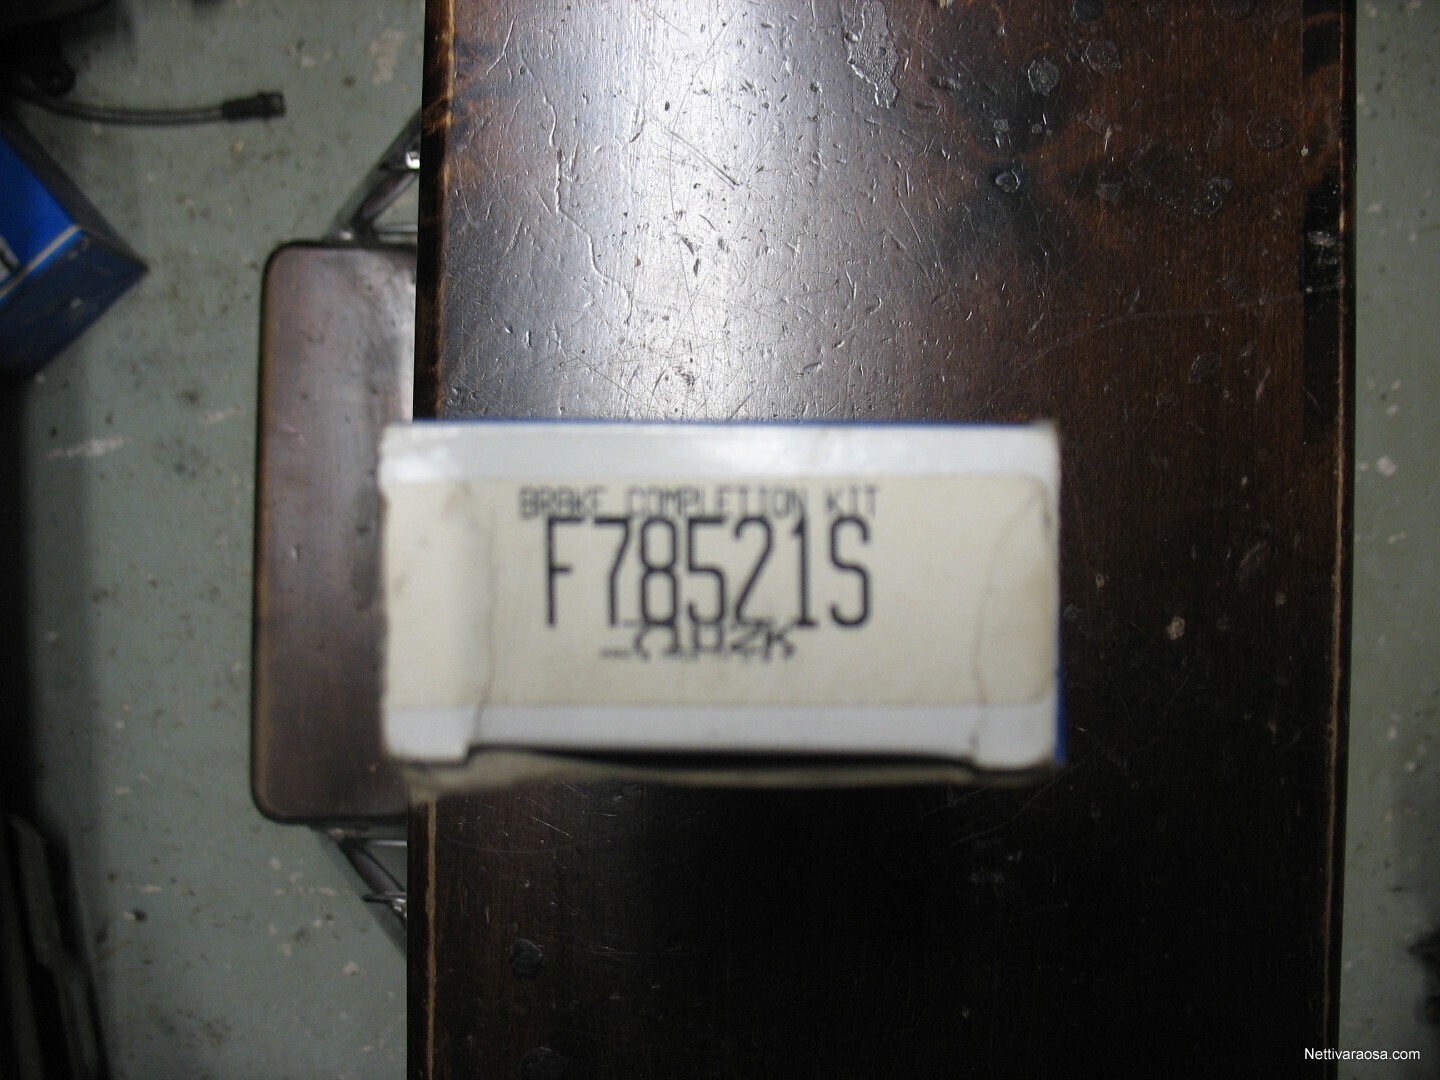 BRAKE COMPLETION KIT
F78521S
Nettivaraosa.com